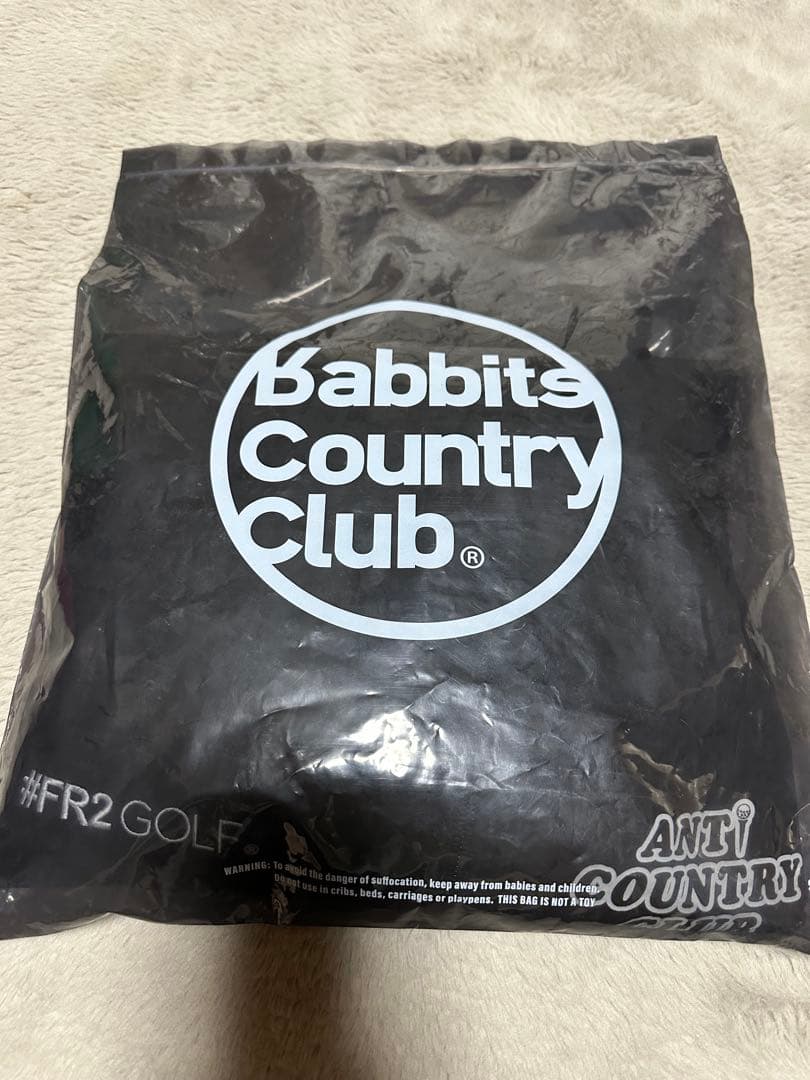 Rabbits
Country
Club®
#FR2 GOLF®
WARNING: To avoid the danger of suffocation, keep away from babies and children.
Do not use in cribs, beds, carriages or playpens. THIS BAG IS NOT A TOY
ANTi
COUNTRY
CLUB